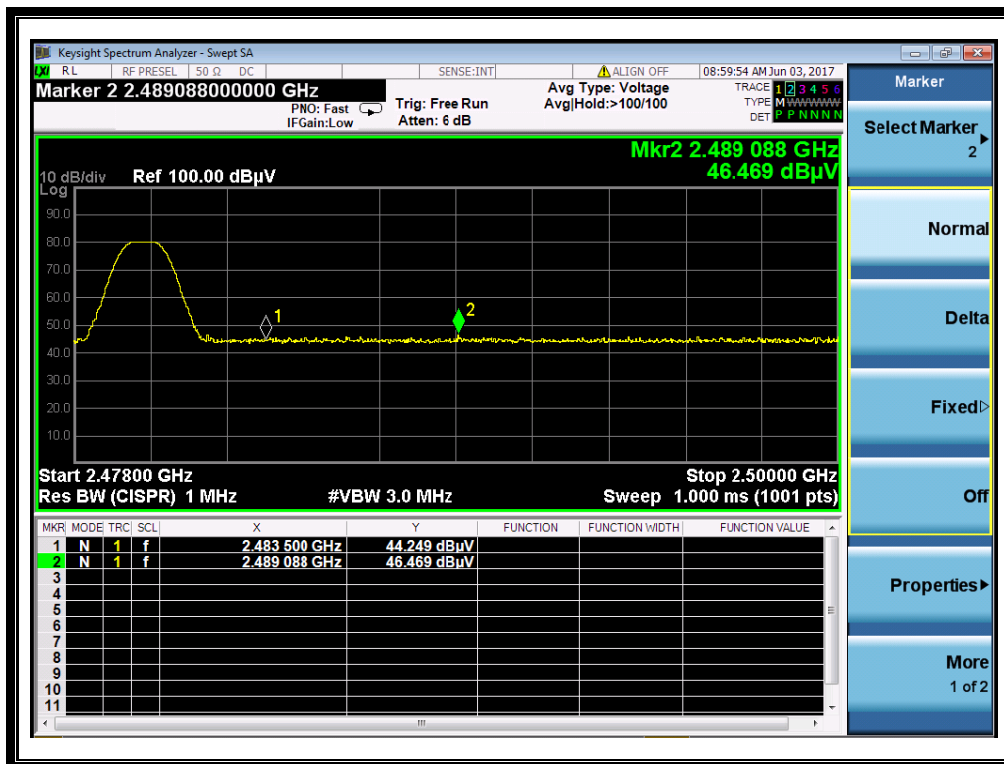 Keysight Spectrum Analyzer - Swept SA
LXI RL RF PRESEL 50 Ω DC SENSE:INT ALIGN OFF 08:59:54 AM Jun 03, 2017
Marker 2 2.489088000000 GHz
PNO: Fast
IFGain:Low
Trig: Free Run
Atten: 6 dB
Avg Type: Voltage
Avg|Hold:>100/100
TRACE 1 2 3 4 5 6
TYPE M W W W W W
DET P P N N N N
Mkr2 2.489 088 GHz
46.469 dBµV
10 dB/div Ref 100.00 dBµV
Log
90.0
80.0
70.0
60.0
50.0
40.0
30.0
20.0
10.0
1
2
Start 2.47800 GHz Stop 2.50000 GHz
Res BW (CISPR) 1 MHz #VBW 3.0 MHz Sweep 1.000 ms (1001 pts)
MKR MODE TRC SCL X Y FUNCTION FUNCTION WIDTH FUNCTION VALUE
1 N 1 f 2.483 500 GHz 44.249 dBµV
2 N 1 f 2.489 088 GHz 46.469 dBµV
3
4
5
6
7
8
9
10
11
Marker
Select Marker
2
Normal
Delta
Fixed
Off
Properties
More
1 of 2